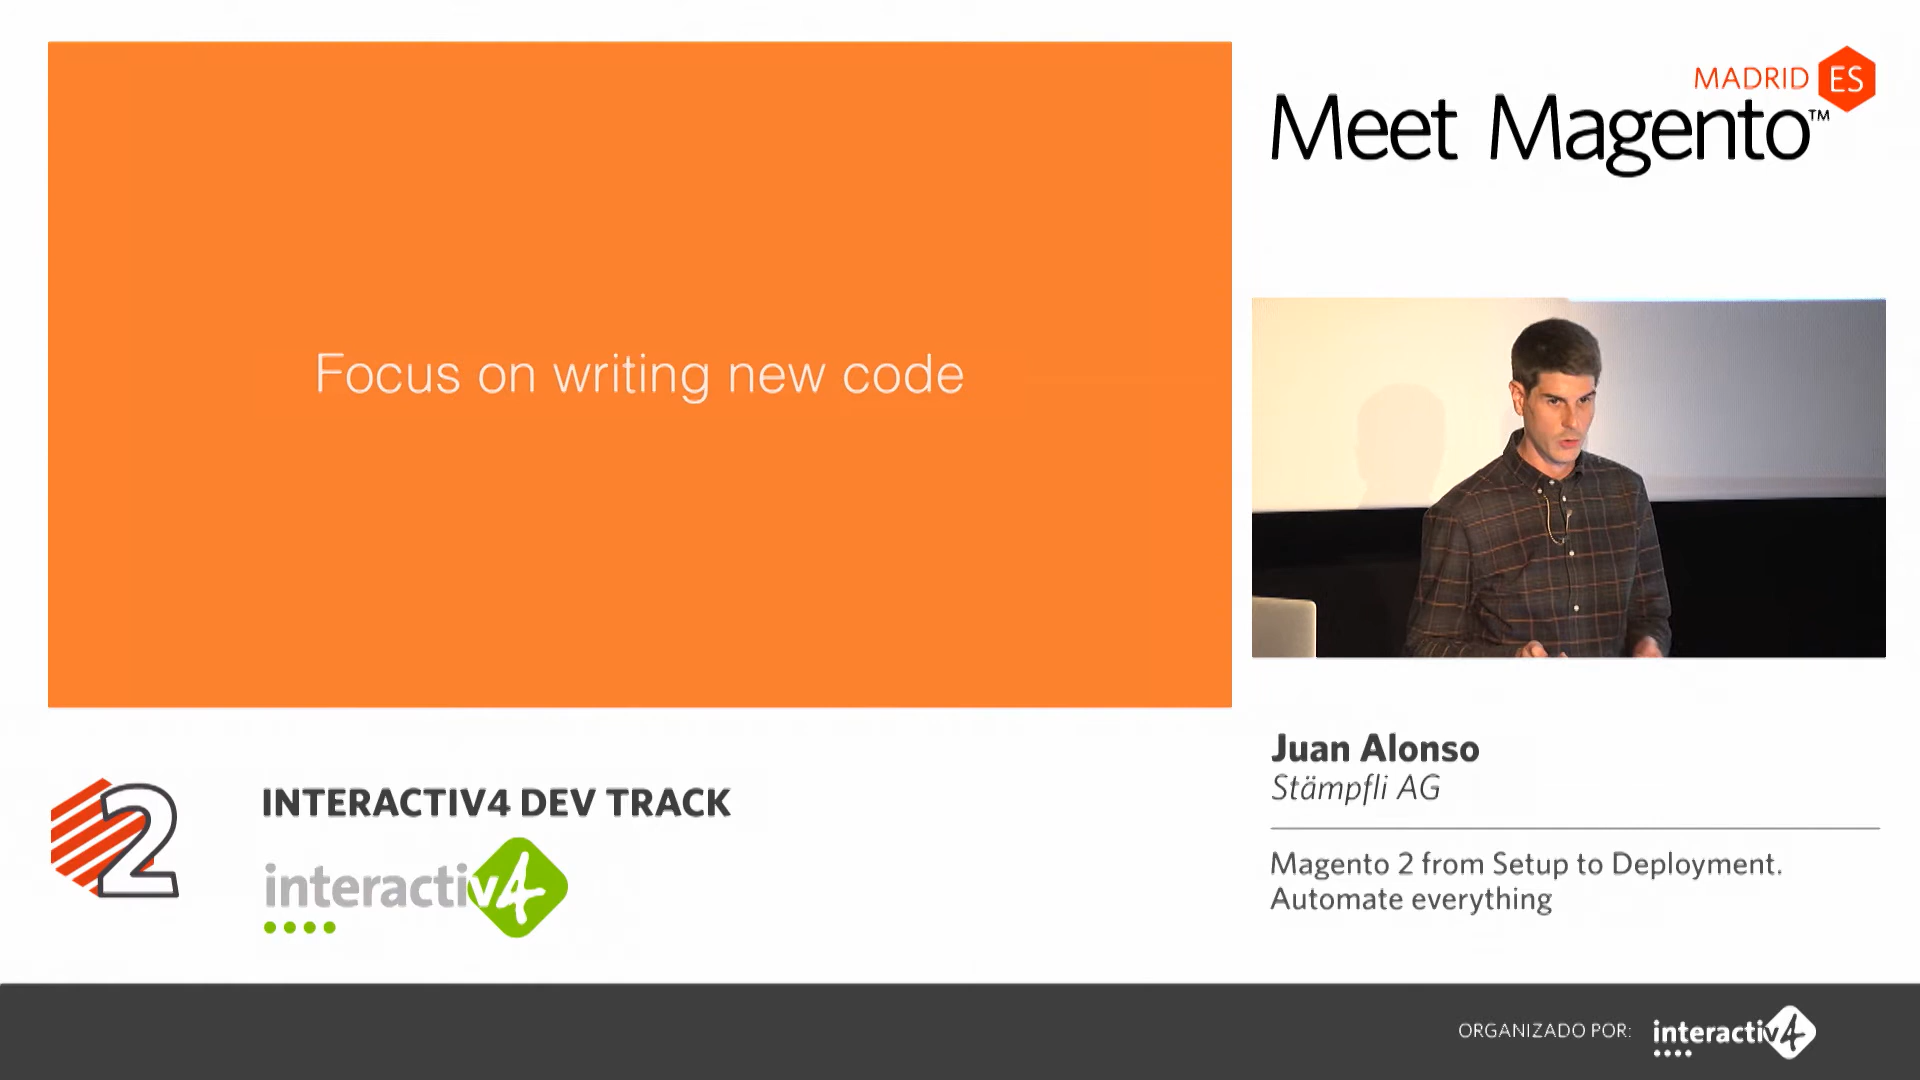 Focus on writing new code
MADRID ES
Meet Magento™
Juan Alonso
Stämpfli AG
Magento 2 from Setup to Deployment.
Automate everything
2
INTERACTIV4 DEV TRACK
interactiv4
ORGANIZADO POR: interactiv4